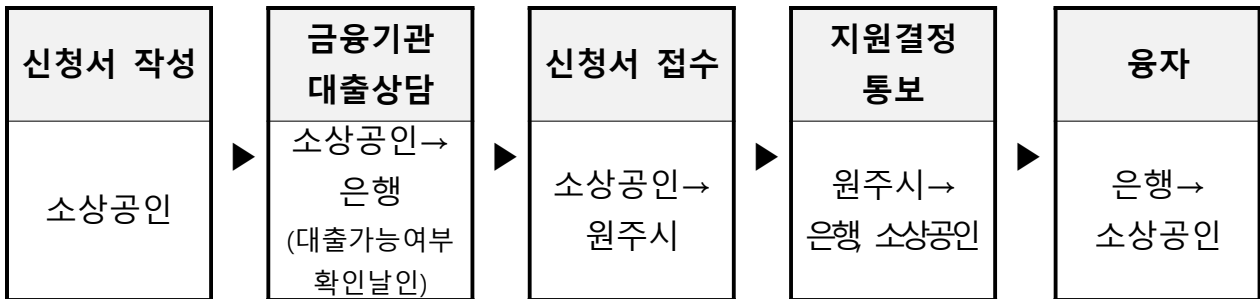 신청서 작성
소상공인
▶
금융기관
대출상담
소상공인→
은행
(대출가능여부
확인날인)
▶
신청서 접수
소상공인→
원주시
▶
지원결정
통보
원주시→
은행, 소상공인
▶
융자
은행→
소상공인